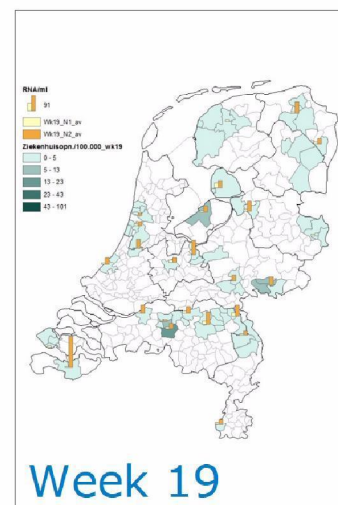 RNA/ml
91
Wk19_N1_av
Wk19_N2_av
Ziekenhuisopn./100.000_wk19
0 - 5
5 - 13
13 - 23
23 - 43
43 - 101
Week 19